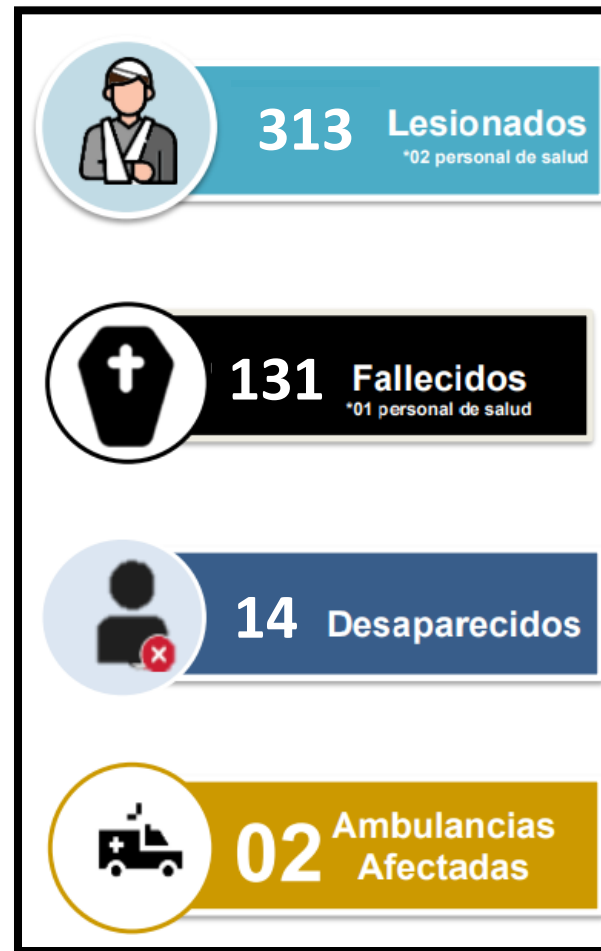 313 Lesionados
*02 personal de salud
131 Fallecidos
*01 personal de salud
14 Desaparecidos
02 Ambulancias
Afectadas